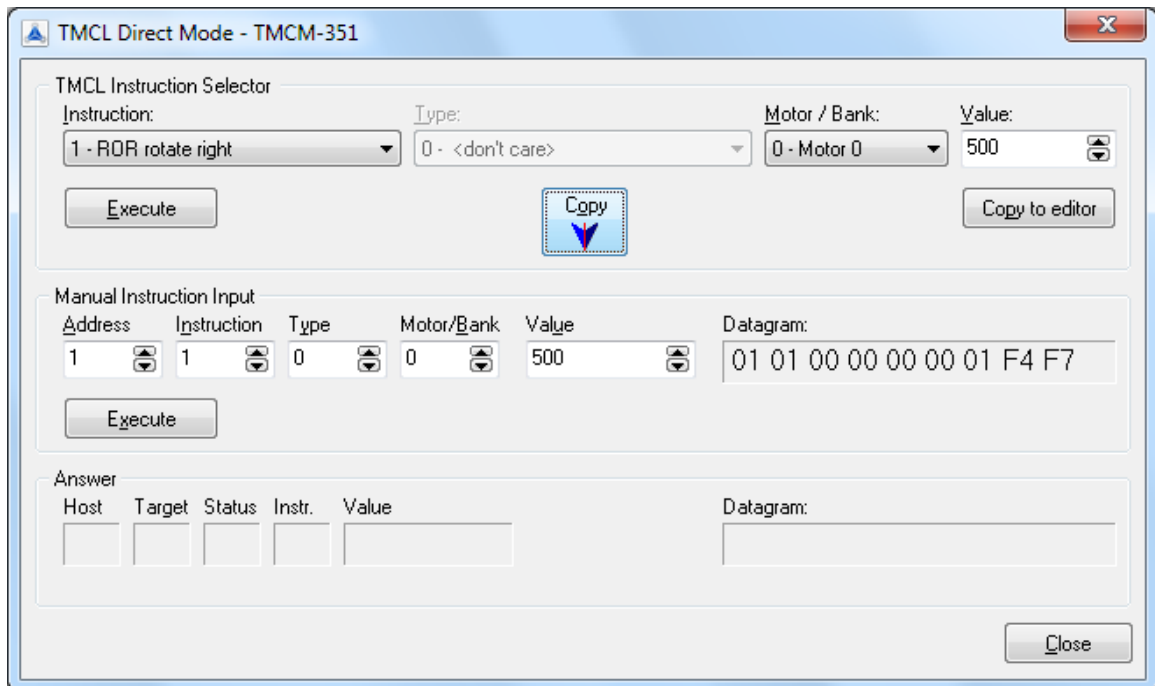 TMCL Direct Mode - TMCM-351
TMCL Instruction Selector
Instruction: Type: Motor / Bank: Value:
1 - ROR rotate right 0 - <don't care> 0 - Motor 0 500
Execute Copy Copy to editor
Manual Instruction Input
Address Instruction Type Motor/Bank Value Datagram:
1 1 0 0 500 01 01 00 00 00 00 01 F4 F7
Execute
Answer
Host Target Status Instr. Value Datagram:
Close